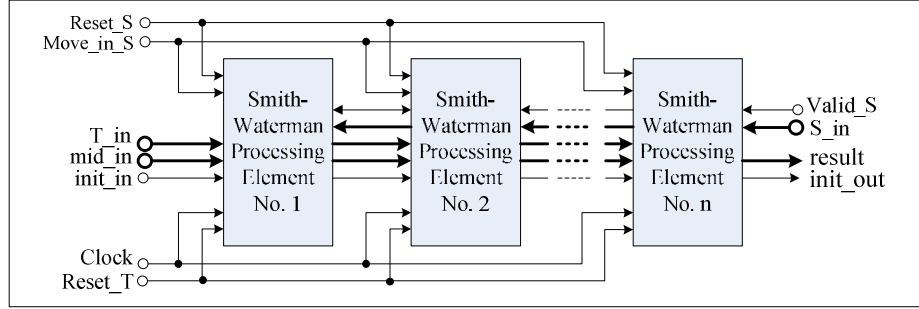 Reset_S
Move_in_S
Smith-
Waterman
Processing
Element
No. 1
Smith-
Waterman
Processing
Element
No. 2
Smith-
Waterman
Processing
Element
No. n
T_in
mid_in
init_in
Valid_S
S_in
result
init_out
Clock
Reset_T